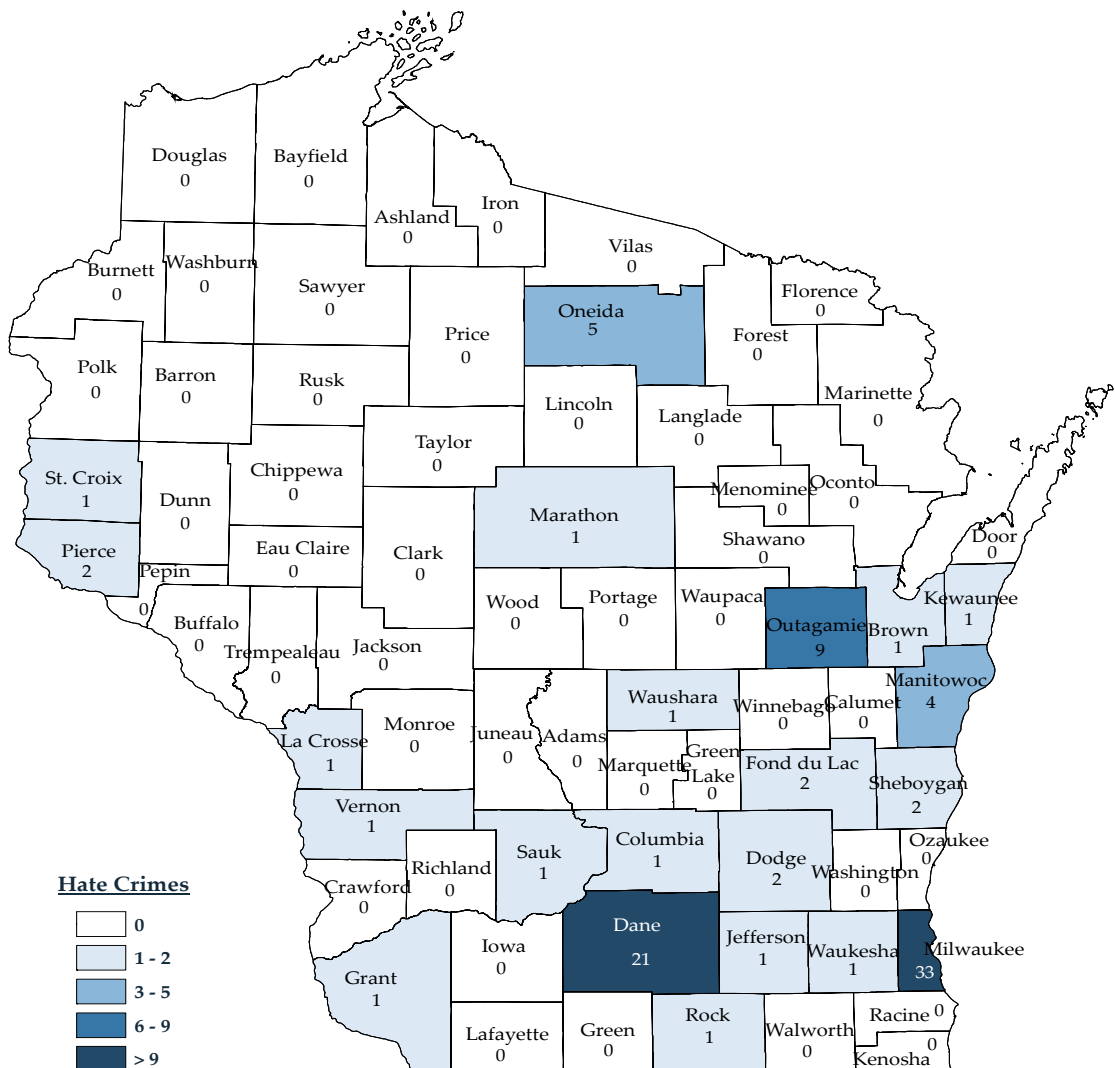 Douglas
0
Bayfield
0
Ashland
0
Iron
0
Vilas
0
Burnett
0
Washburn
0
Sawyer
0
Price
0
Oneida
5
Forest
0
Florence
0
Marinette
0
Polk
0
Barron
0
Rusk
0
Lincoln
0
Langlade
0
Taylor
0
Chippewa
0
St. Croix
1
Dunn
0
Marathon
1
Menominee
0
Oconto
0
Shawano
0
Door
0
Pierce
2
Pepin
0
Eau Claire
0
Clark
0
Buffalo
0
Trempealeau
0
Jackson
0
Wood
0
Portage
0
Waupaca
0
Outagamie
9
Brown
1
Kewaunee
1
Manitowoc
4
La Crosse
1
Monroe
0
Juneau
0
Adams
0
Waushara
1
Winnebago
0
Calumet
0
Marquette
0
Green
Lake
0
Fond du Lac
2
Sheboygan
2
Vernon
1
Richland
0
Sauk
1
Columbia
1
Dodge
2
Washington
0
Ozaukee
0
Crawford
0
Grant
1
Iowa
0
Dane
21
Jefferson
1
Waukesha
1
Milwaukee
33
Lafayette
0
Green
0
Rock
1
Walworth
0
Racine 0
0
Kenosha
Hate Crimes
0
1 - 2
3 - 5
6 - 9
> 9